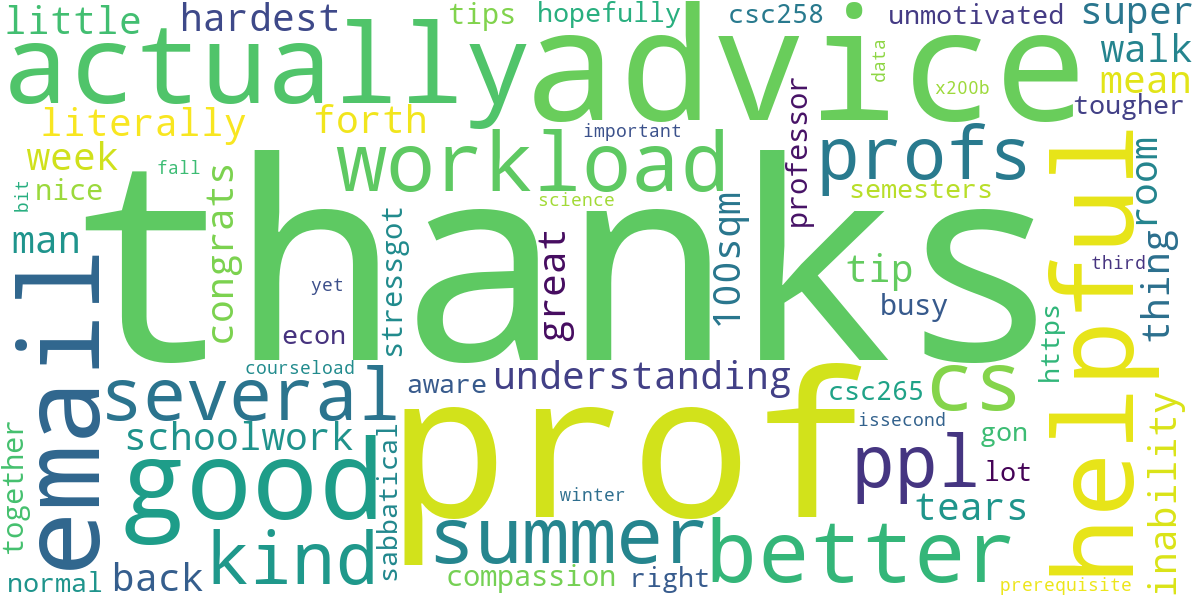 little
hardest
tips
hopefully
csc258
unmotivated
super
actually
advice
data
x200b
walk
mean
tougher
literally
forth
important
workload
professor
profs
helpful
room
week
fall
bit
nice
congrats
science
semesters
thanks
man
email
stressgot
great
100sqm
tip
thing
third
yet
econ
busy
https
courseload
several
aware
understanding
csc265
cs
prof
issecond
inability
together
schoolwork
good
sabbatical
winter
ppl
gon
lot
tears
summer
better
kind
normal
back
compassion
right
prerequisite